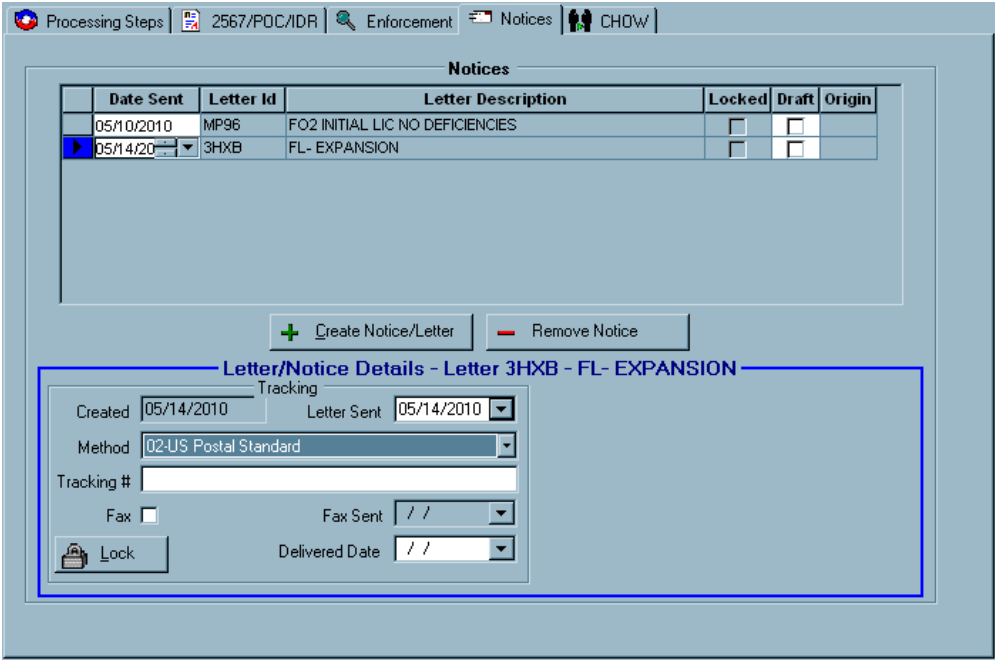 Processing Steps 2567/POC/IDR Enforcement Notices CHOW
Notices
Date Sent Letter Id Letter Description Locked Draft Origin
05/10/2010 MP96 FO2 INITIAL LIC NO DEFICIENCIES
05/14/20 3HXB FL- EXPANSION
Create Notice/Letter Remove Notice
Letter/Notice Details - Letter 3HXB - FL- EXPANSION
Tracking
Created 05/14/2010 Letter Sent 05/14/2010
Method 02-US Postal Standard
Tracking #
Fax Fax Sent / /
Lock Delivered Date / /